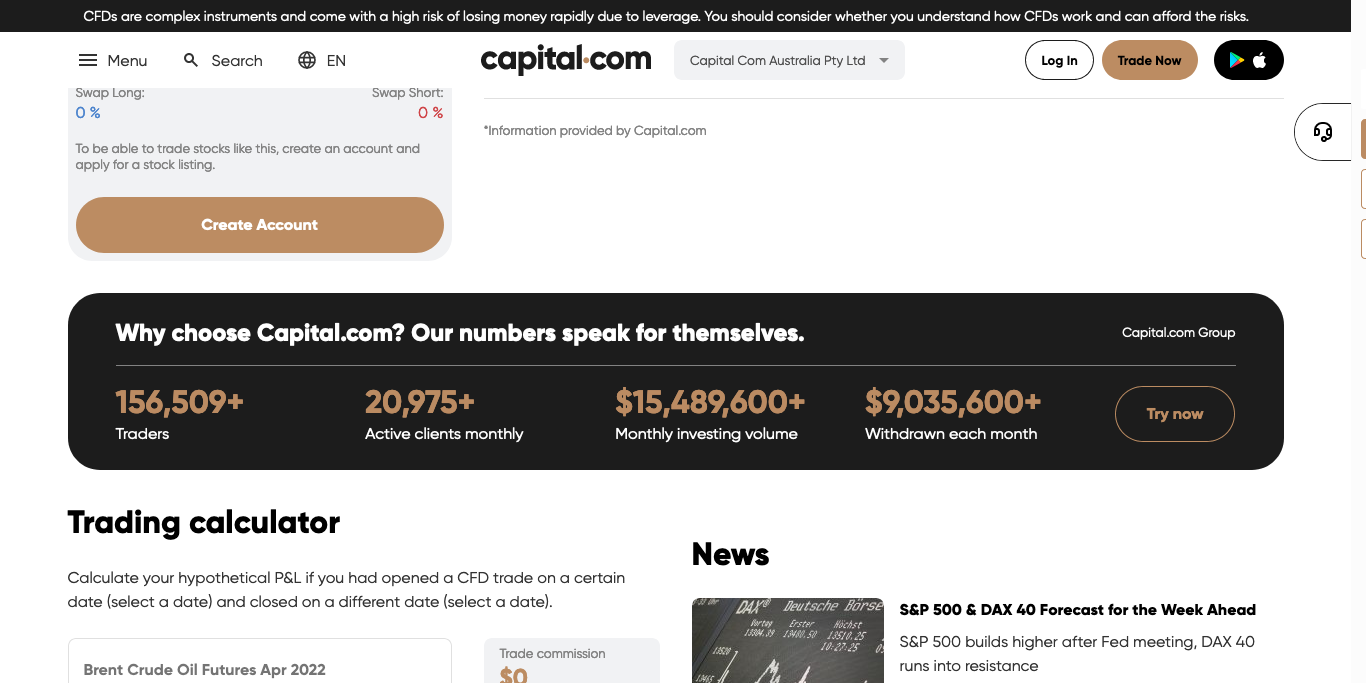 CFDs are complex instruments and come with a high risk of losing money rapidly due to leverage. You should consider whether you understand how CFDs work and can afford the risks.
Menu
Search
EN
capital.com
Capital Com Australia Pty Ltd
Log In
Trade Now
Swap Long:
Swap Short:
0 %
0 %
To be able to trade stocks like this, create an account and
apply for a stock listing.
Create Account
*Information provided by Capital.com
Why choose Capital.com? Our numbers speak for themselves.
Capital.com Group
156,509+
Traders
20,975+
Active clients monthly
$15,489,600+
Monthly investing volume
$9,035,600+
Withdrawn each month
Try now
Trading calculator
Calculate your hypothetical P&L if you had opened a CFD trade on a certain
date (select a date) and closed on a different date (select a date).
Brent Crude Oil Futures Apr 2022
Trade commission
$0
News
DAX® Deutsche Börse
Vortag Erster Höchst
10:27:25
S&P 500 & DAX 40 Forecast for the Week Ahead
S&P 500 builds higher after Fed meeting, DAX 40
runs into resistance